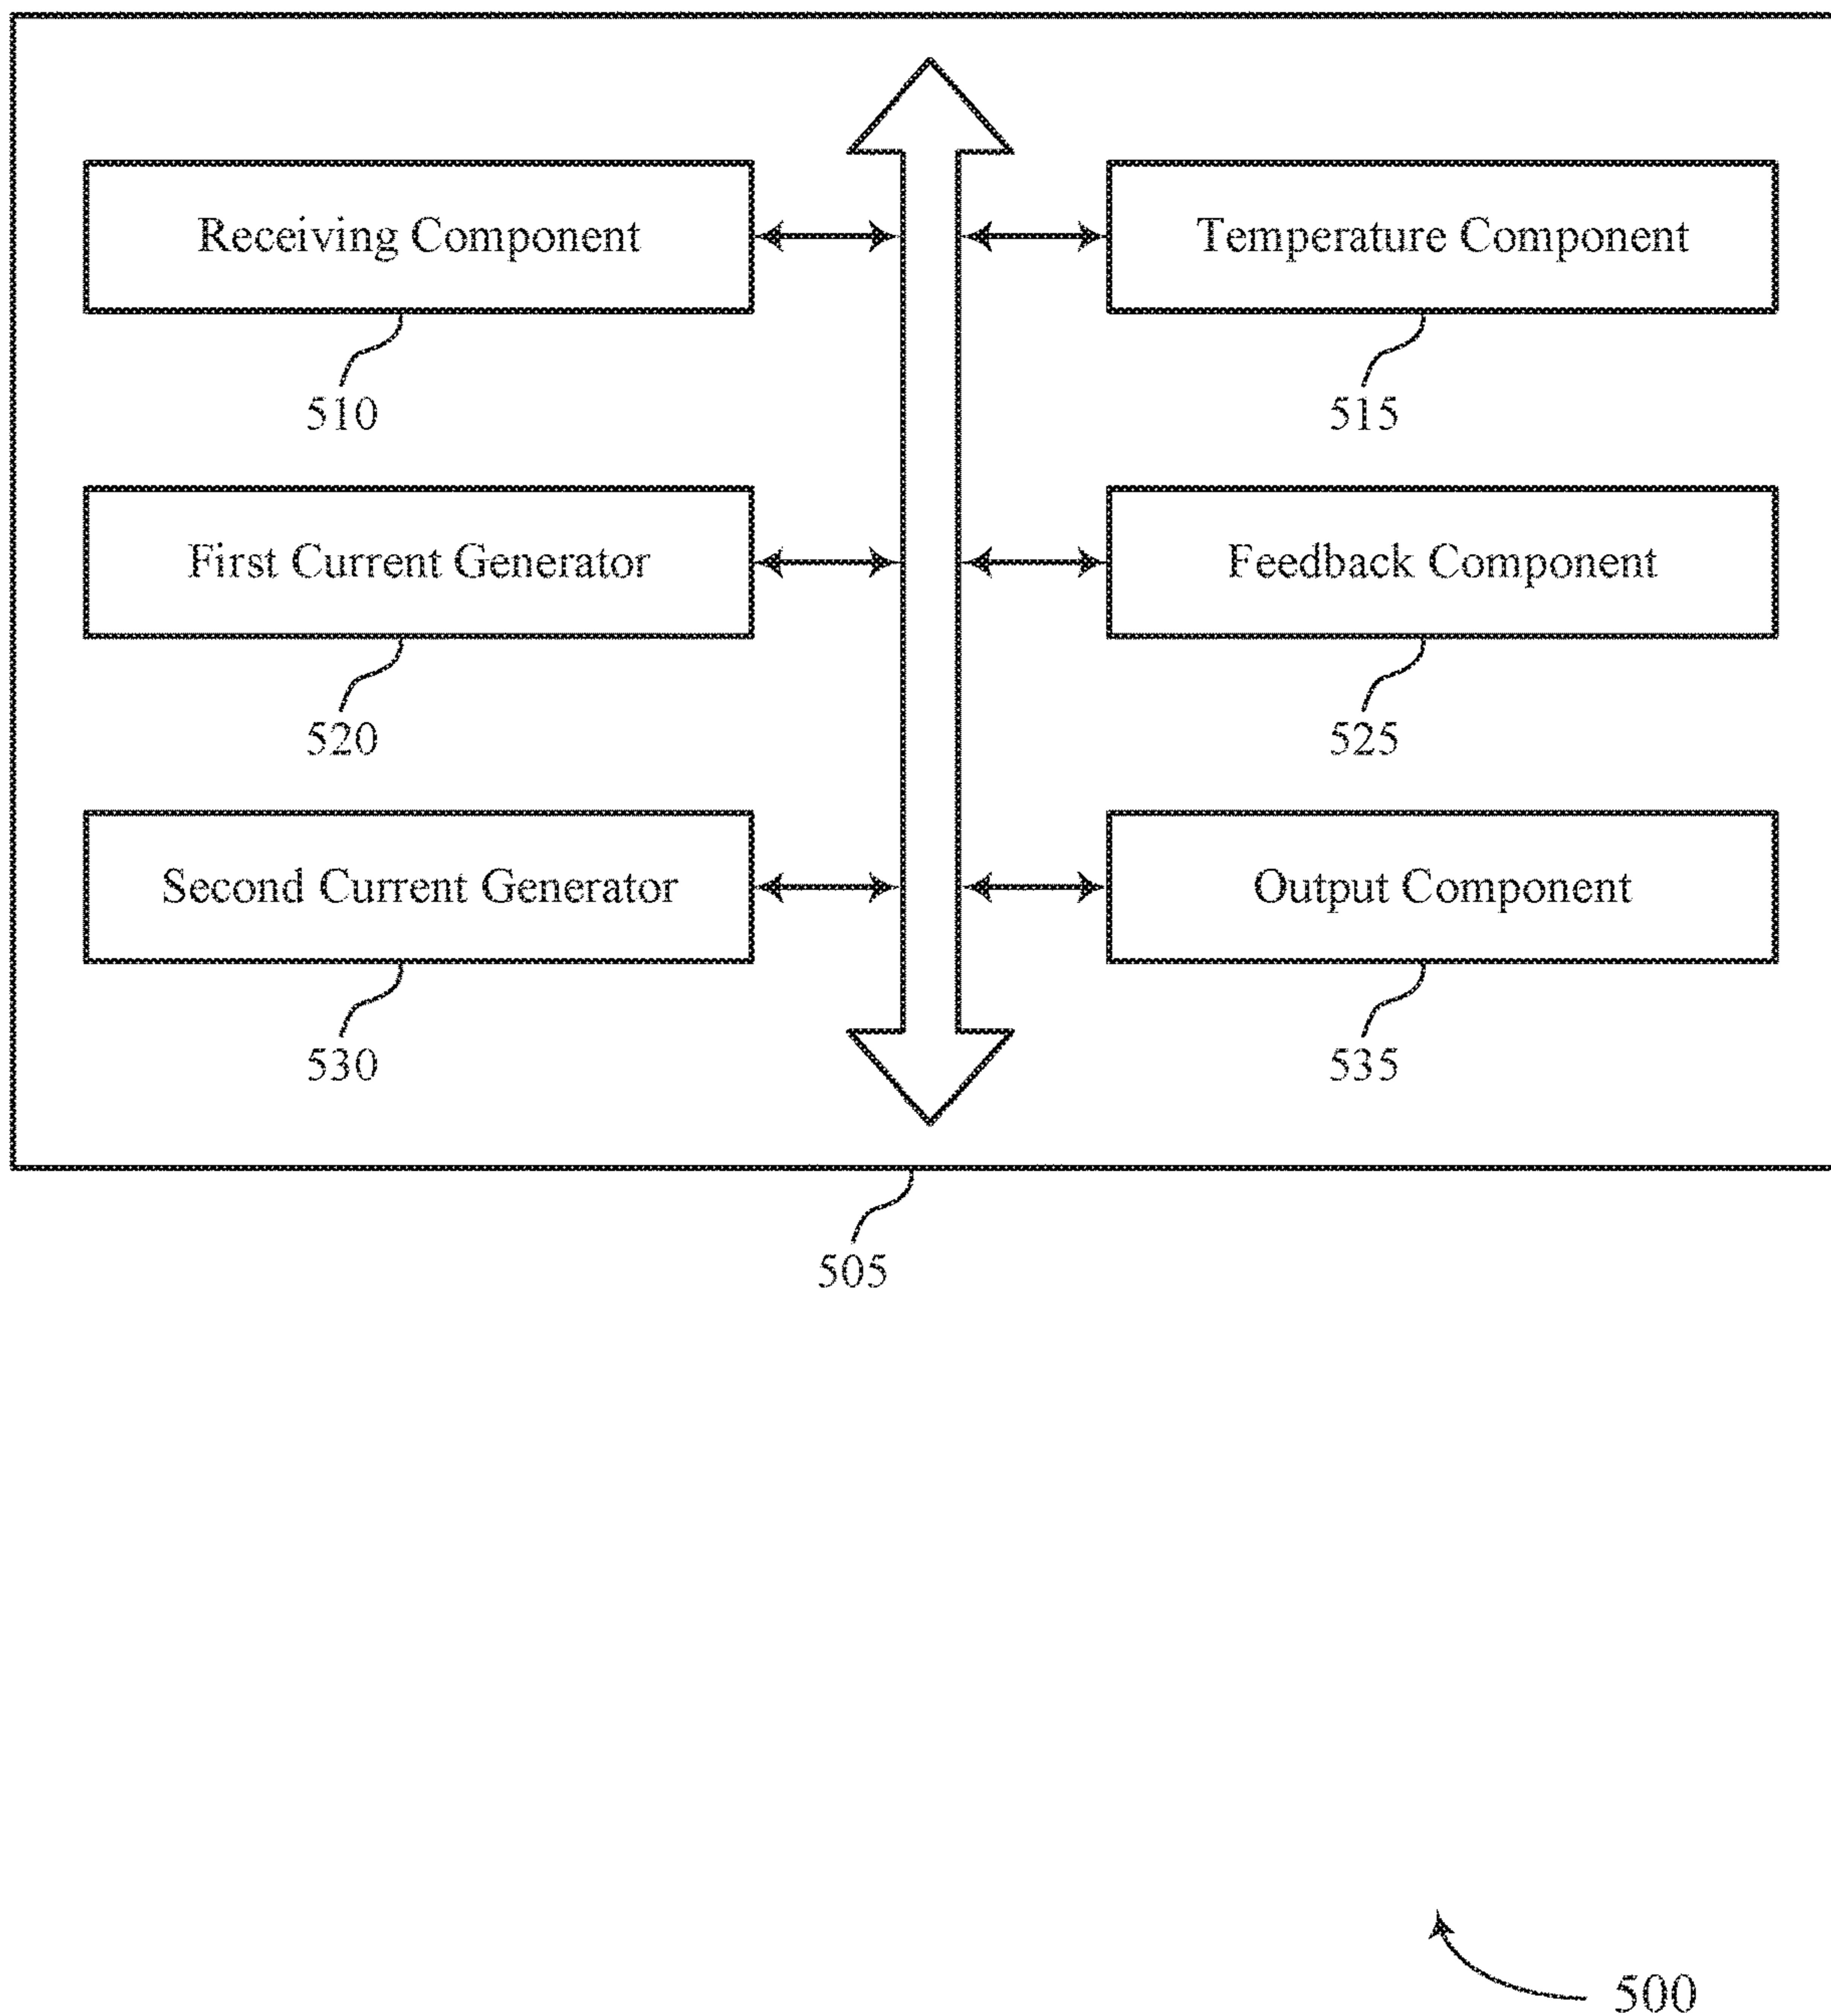 Receiving Component
Temperature Component
510
515
First Current Generator
Feedback Component
520
525
Second Current Generator
Output Component
530
535
505
500